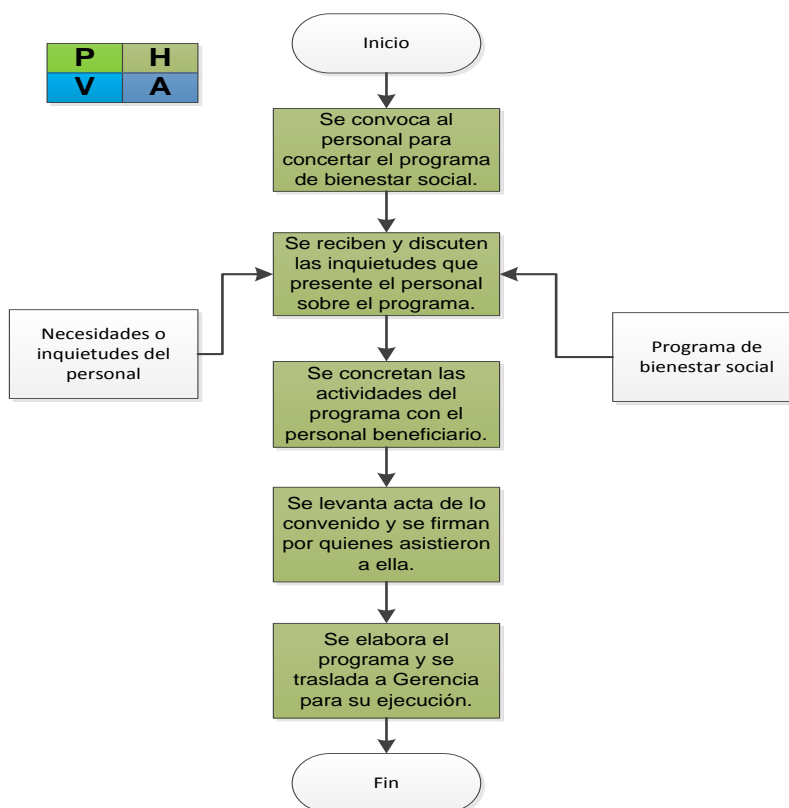 Inicio
P H
V A
Se convoca al
personal para
concertar el programa
de bienestar social.
Se reciben y discuten
las inquietudes que
presente el personal
sobre el programa.
Necesidades o
inquietudes del
personal
Programa de
bienestar social
Se concretan las
actividades del
programa con el
personal beneficiario.
Se levanta acta de lo
convenido y se firman
por quienes asistieron
a ella.
Se elabora el
programa y se
traslada a Gerencia
para su ejecución.
Fin